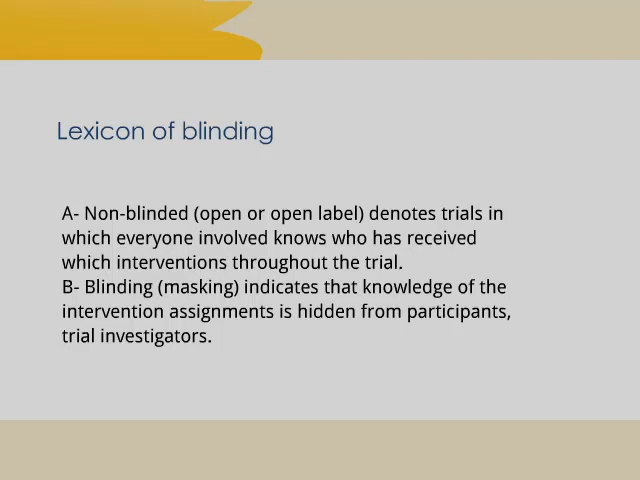 Lexicon of blinding
A- Non-blinded (open or open label) denotes trials in
which everyone involved knows who has received
which interventions throughout the trial.
B- Blinding (masking) indicates that knowledge of the
intervention assignments is hidden from participants,
trial investigators.